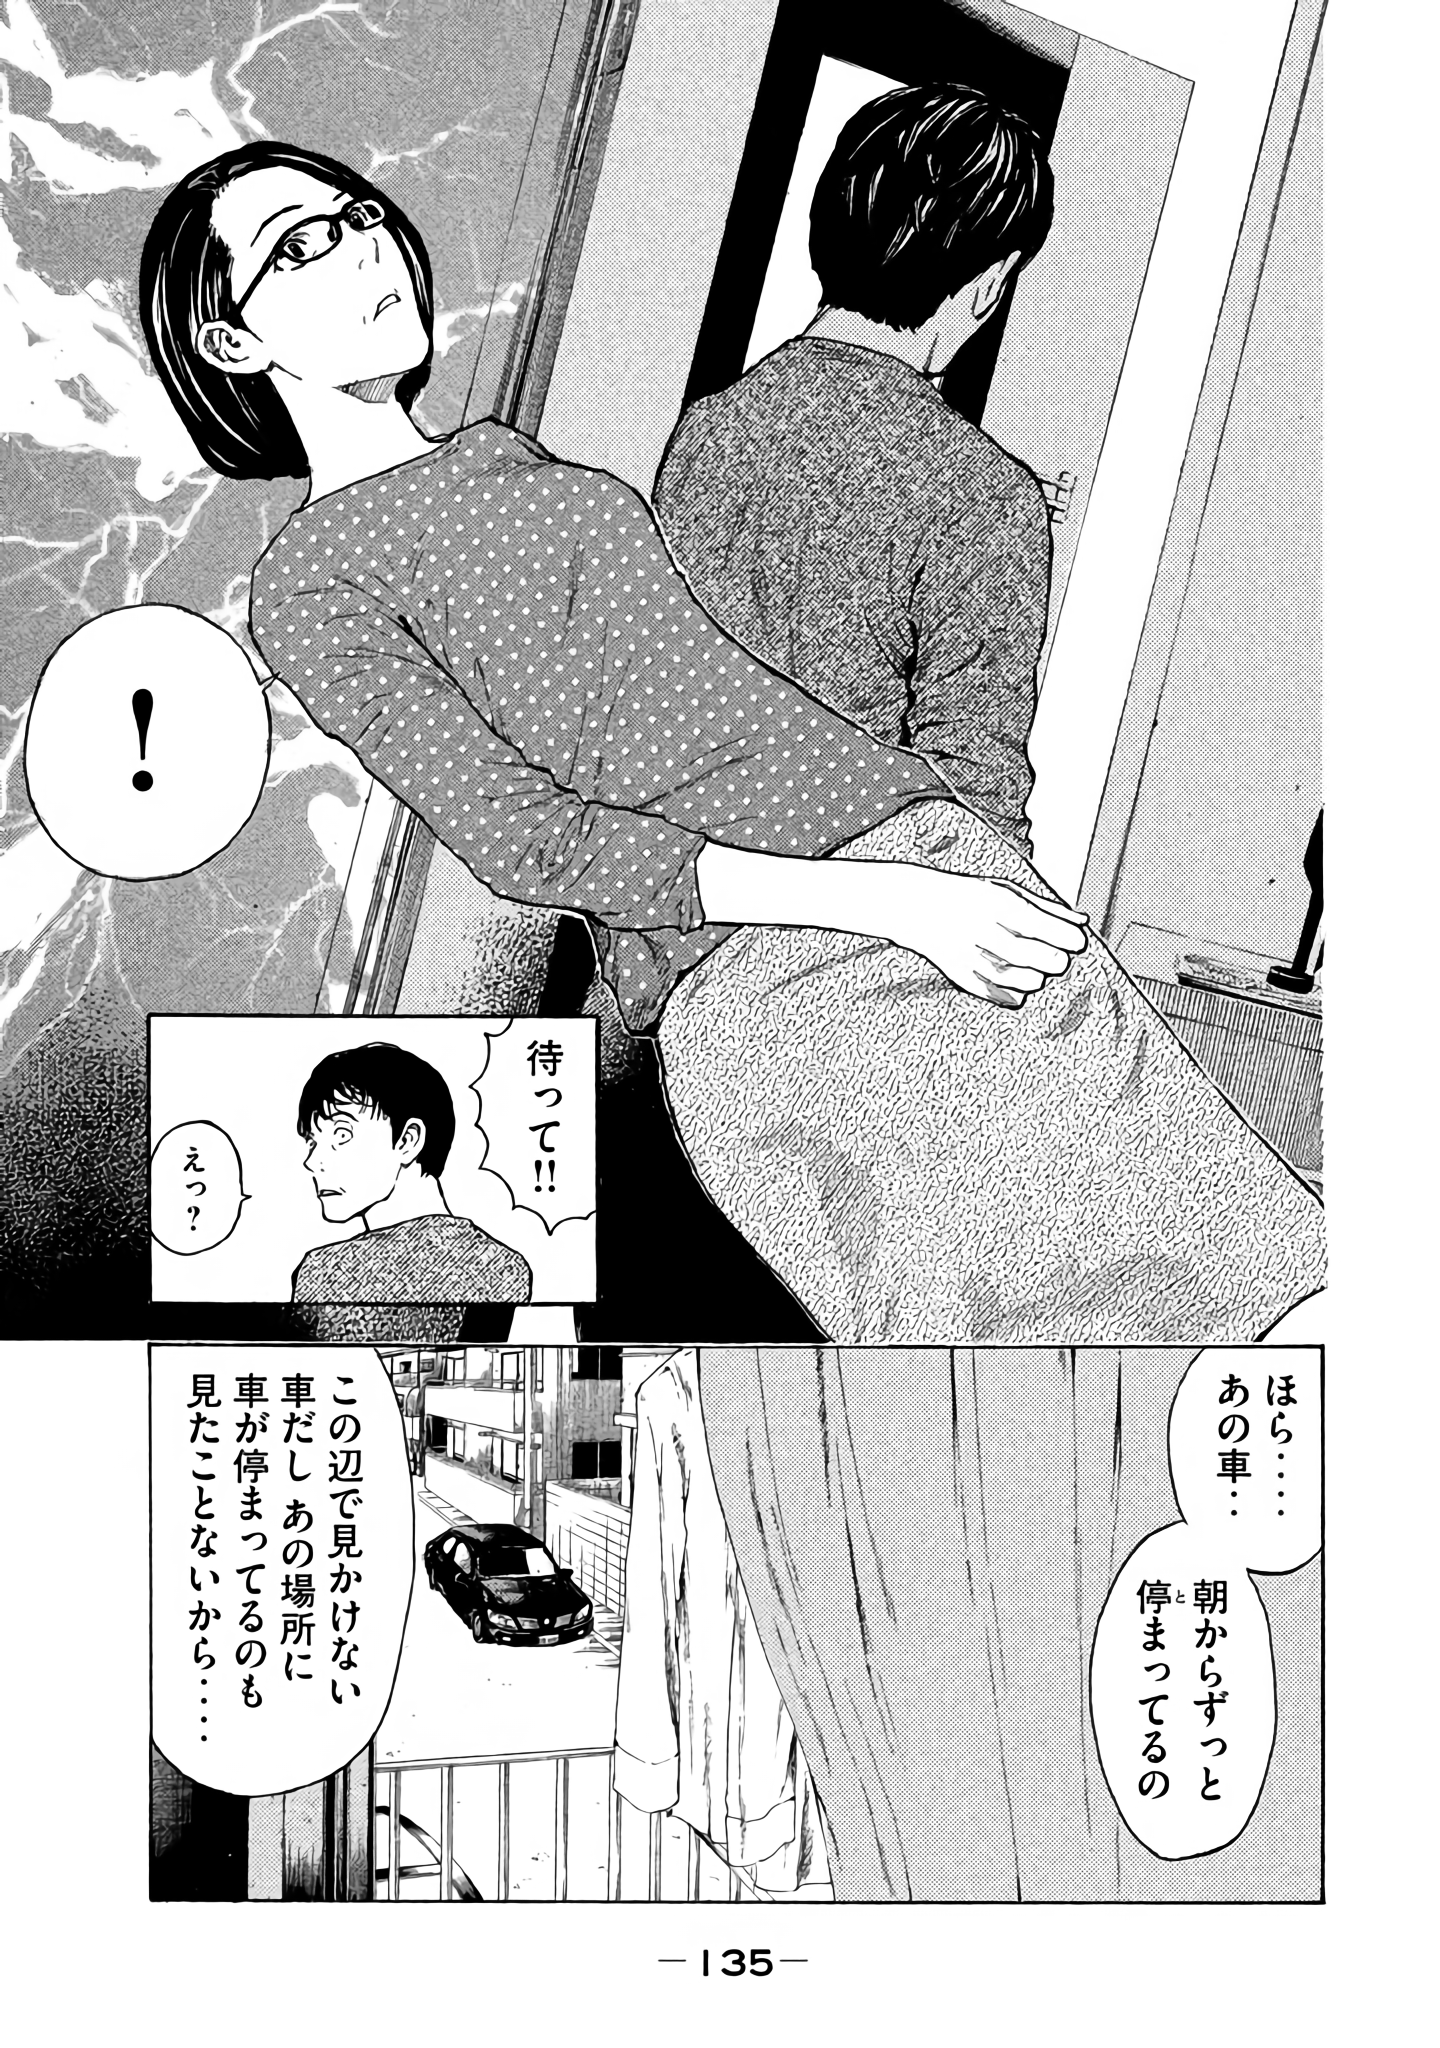 ！
待って!!
えっ？
ほら‥‥
あの車‥
朝からずっと
停まってるの
と
この辺で見かけない
車だし あの場所に
車が停まってるのも
見たことないから‥‥
－135－